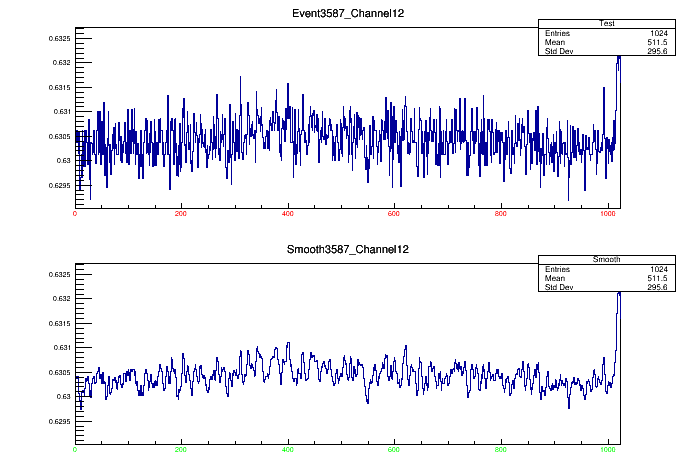 Event3587_Channel12
Test
Entries 1024
Mean 511.5
Std Dev 295.6
0.6325
0.632
0.6315
0.631
0.6305
0.63
0.6295
0 200 400 600 800 1000
Smooth3587_Channel12
Smooth
Entries 1024
Mean 511.5
Std Dev 295.6
0.6325
0.632
0.6315
0.631
0.6305
0.63
0.6295
0 200 400 600 800 1000